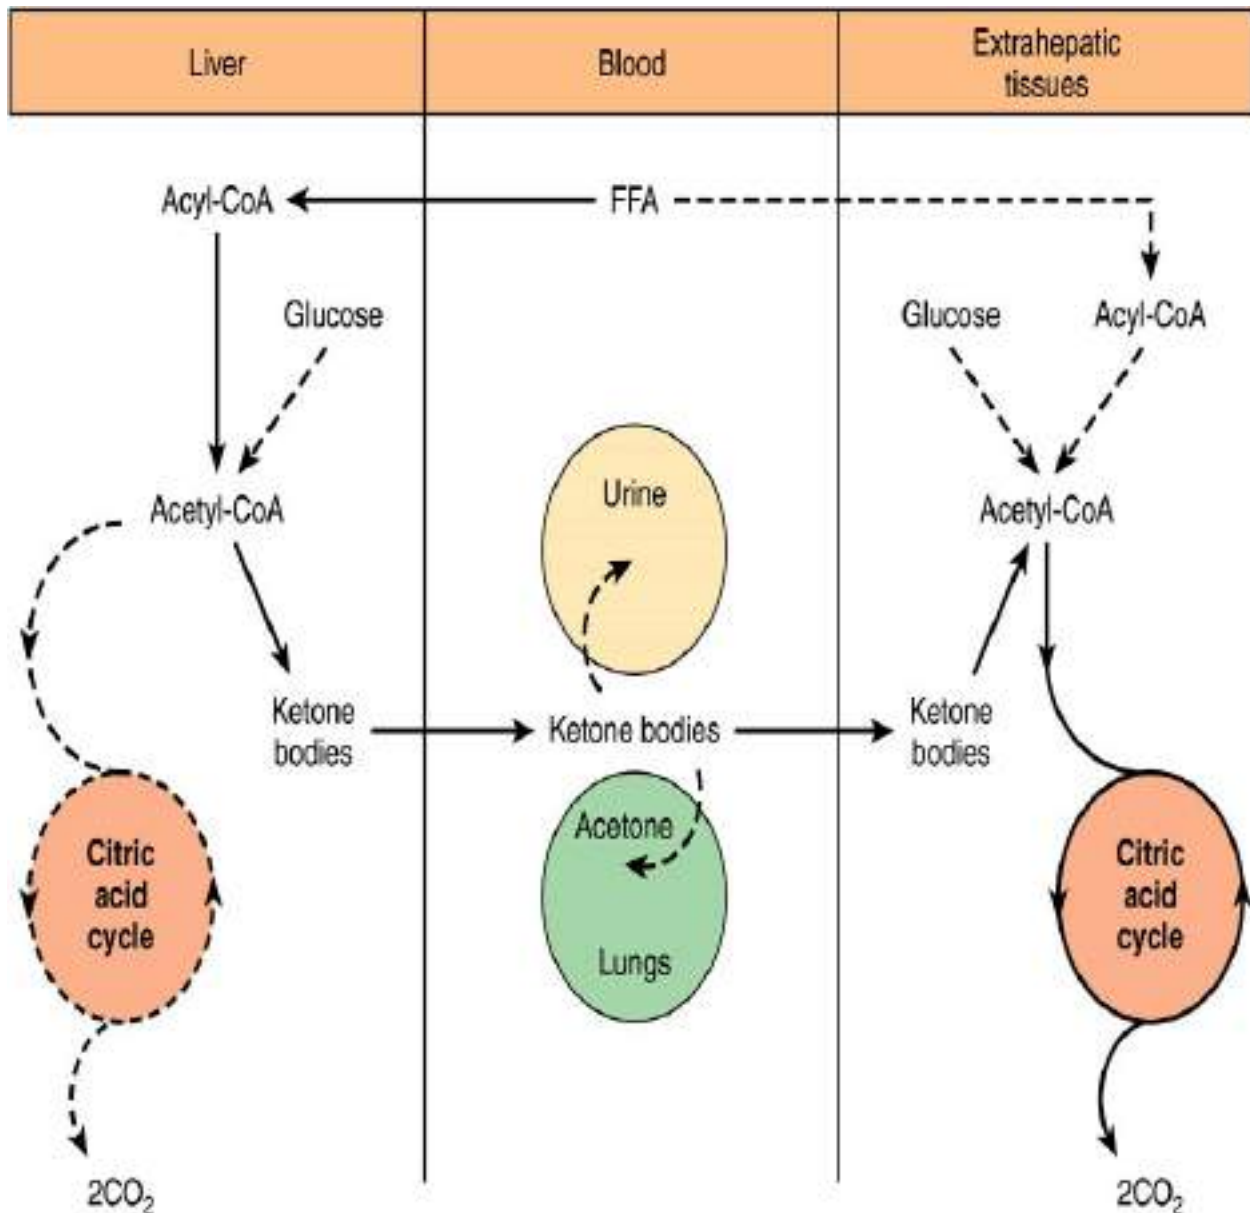 Liver
Blood
Extrahepatic
tissues
Acyl-CoA
FFA
Glucose
Glucose
Acyl-CoA
Urine
Acetyl-CoA
Acetyl-CoA
Ketone
bodies
Ketone bodies
Ketone
bodies
Acetone
Citric
acid
cycle
Lungs
Citric
acid
cycle
2CO₂
2CO₂